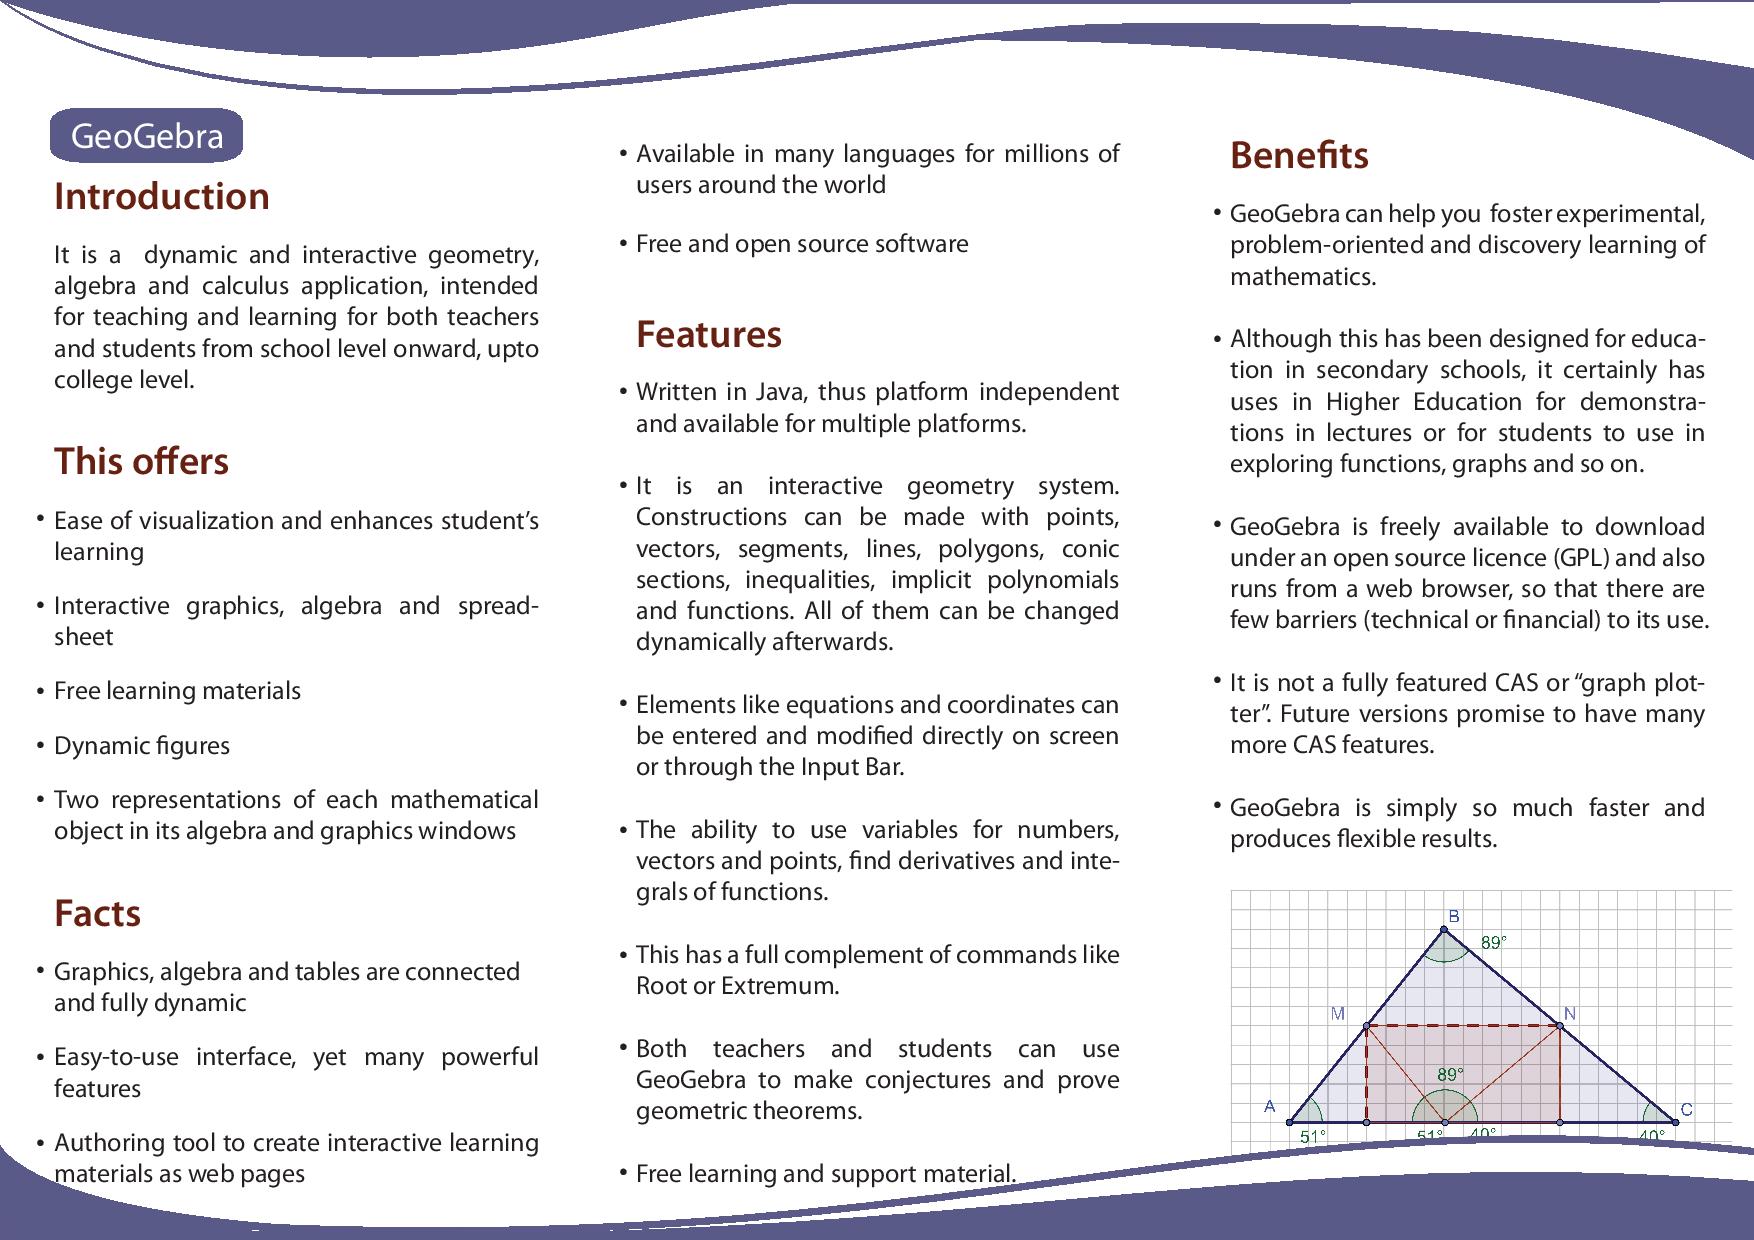 GeoGebra
Introduction
It is a dynamic and interactive geometry,
algebra and calculus application, intended
for teaching and learning for both teachers
and students from school level onward, upto
college level.
This offers
• Ease of visualization and enhances student’s
learning
• Interactive graphics, algebra and spread-
sheet
• Free learning materials
• Dynamic figures
• Two representations of each mathematical
object in its algebra and graphics windows
Facts
• Graphics, algebra and tables are connected
and fully dynamic
• Easy-to-use interface, yet many powerful
features
• Authoring tool to create interactive learning
materials as web pages
• Available in many languages for millions of
users around the world
• Free and open source software
Features
• Written in Java, thus platform independent
and available for multiple platforms.
• It is an interactive geometry system.
Constructions can be made with points,
vectors, segments, lines, polygons, conic
sections, inequalities, implicit polynomials
and functions. All of them can be changed
dynamically afterwards.
• Elements like equations and coordinates can
be entered and modified directly on screen
or through the Input Bar.
• The ability to use variables for numbers,
vectors and points, find derivatives and inte-
grals of functions.
• This has a full complement of commands like
Root or Extremum.
• Both teachers and students can use
GeoGebra to make conjectures and prove
geometric theorems.
• Free learning and support material.
Benefits
• GeoGebra can help you foster experimental,
problem-oriented and discovery learning of
mathematics.
• Although this has been designed for educa-
tion in secondary schools, it certainly has
uses in Higher Education for demonstra-
tions in lectures or for students to use in
exploring functions, graphs and so on.
• GeoGebra is freely available to download
under an open source licence (GPL) and also
runs from a web browser, so that there are
few barriers (technical or financial) to its use.
• It is not a fully featured CAS or “graph plot-
ter”. Future versions promise to have many
more CAS features.
• GeoGebra is simply so much faster and
produces flexible results.
B
89°
M N
89°
A C
51° 51° 40° 40°